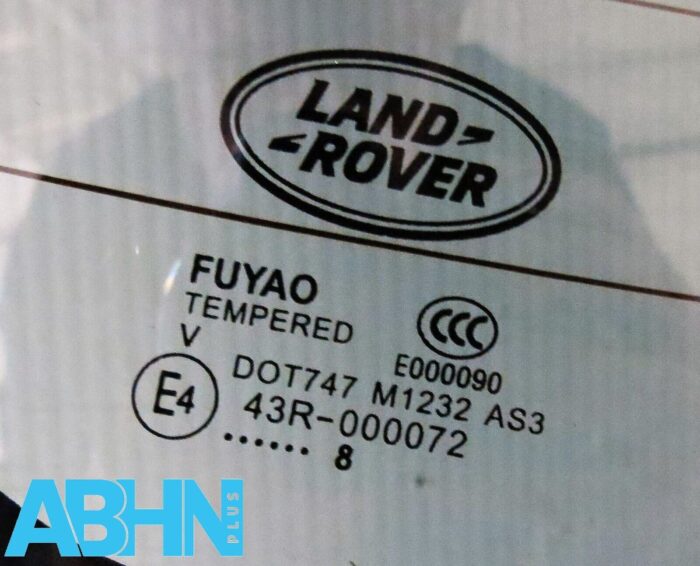 LAND
ROVER
FUYAO
TEMPERED
V
CCC
E000090
E4
DOT747 M1232 AS3
43R-000072
...... 8
ABHN PLUS